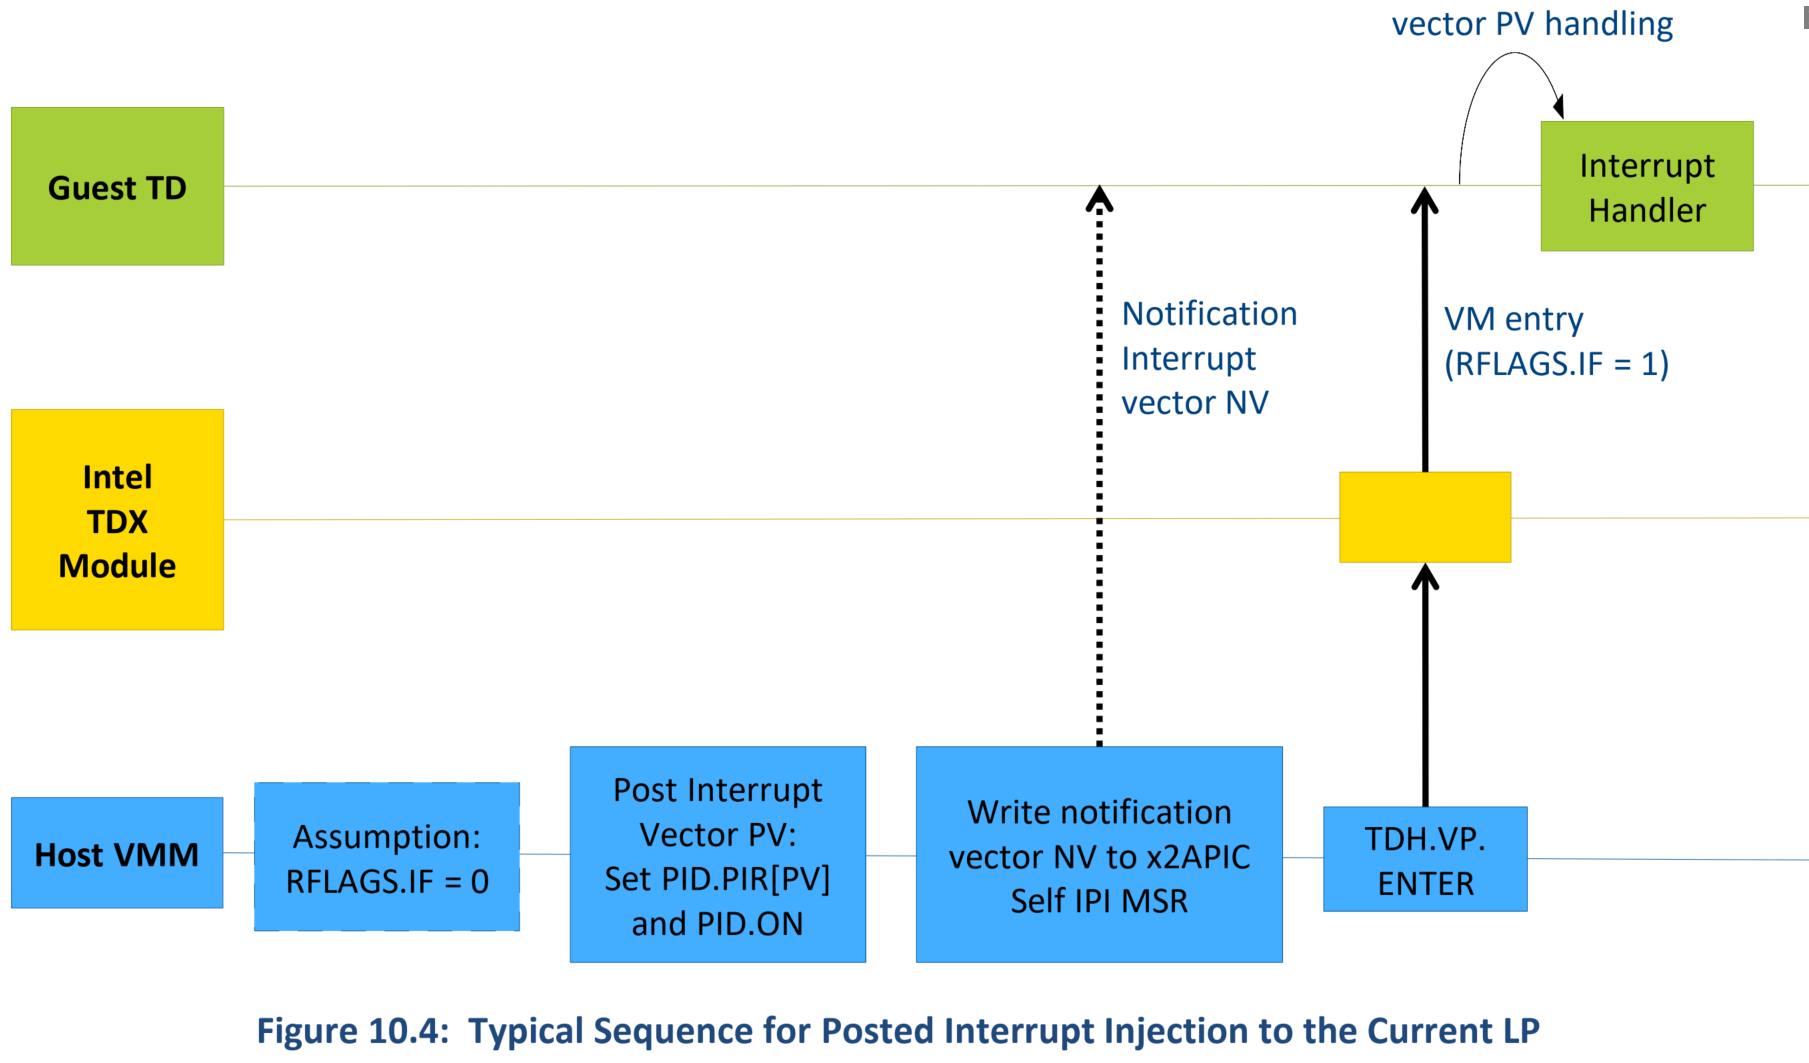 vector PV handling
Guest TD
Interrupt
Handler
Notification
Interrupt
vector NV
VM entry
(RFLAGS.IF = 1)
Intel
TDX
Module
Host VMM
Assumption:
RFLAGS.IF = 0
Post Interrupt
Vector PV:
Set PID.PIR[PV]
and PID.ON
Write notification
vector NV to x2APIC
Self IPI MSR
TDH.VP.
ENTER
Figure 10.4: Typical Sequence for Posted Interrupt Injection to the Current LP